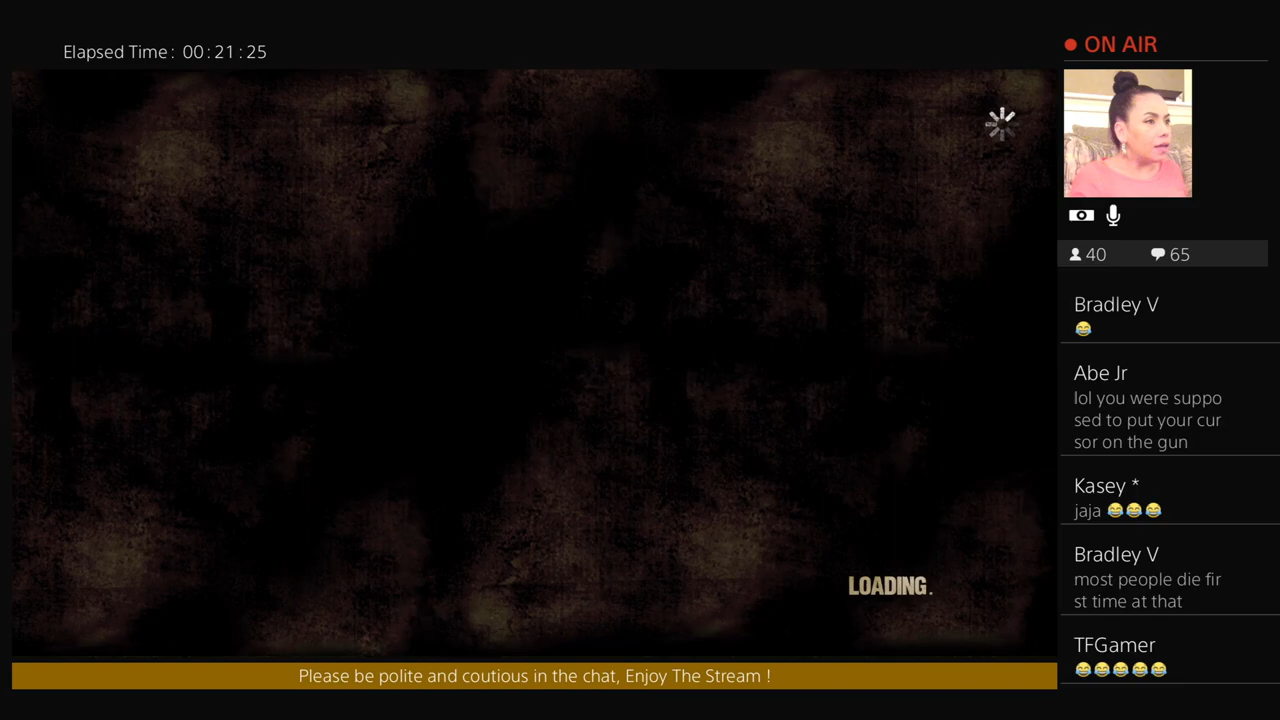 Elapsed Time: 00:21:25
ON AIR
40 65
Bradley V
😂
Abe Jr
lol you were suppo
sed to put your cur
sor on the gun
Kasey *
jaja 😂😂😂
Bradley V
most people die fir
st time at that
TFGamer
😂😂😂😂😂
LOADING.
Please be polite and coutious in the chat, Enjoy The Stream !